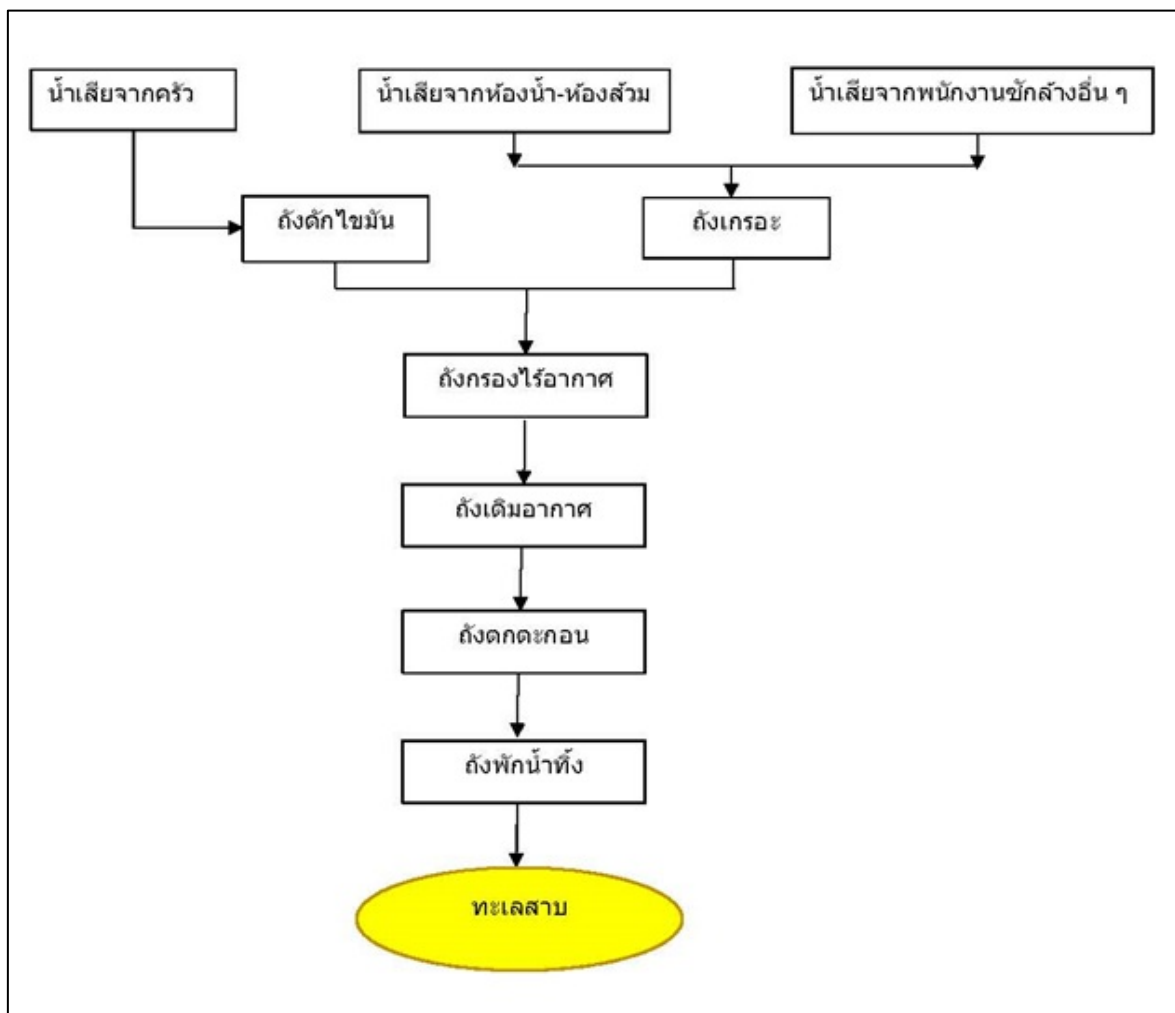 น้ำเสียจากครัว
น้ำเสียจากห้องน้ำ-ห้องส้วม
น้ำเสียจากพนักงานซักล้างอื่น ๆ
ถังดักไขมัน
ถังเกรอะ
ถังกรองไร้อากาศ
ถังเดิมอากาศ
ถังตกตะกอน
ถังพักน้ำทิ้ง
ทะเลสาบ